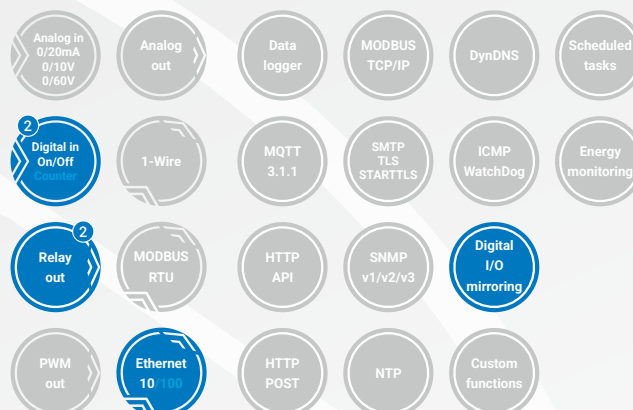 Analog in
0/20mA
0/10V
0/60V
Analog
out
Data
logger
MODBUS
TCP/IP
DynDNS
Scheduled
tasks
2
Digital in
On/Off
Counter
1-Wire
MQTT
3.1.1
SMTP
TLS
STARTTLS
ICMP
WatchDog
Energy
monitoring
2
Relay
out
MODBUS
RTU
HTTP
API
SNMP
v1/v2/v3
Digital
I/O
mirroring
PWM
out
Ethernet
10/100
HTTP
POST
NTP
Custom
functions